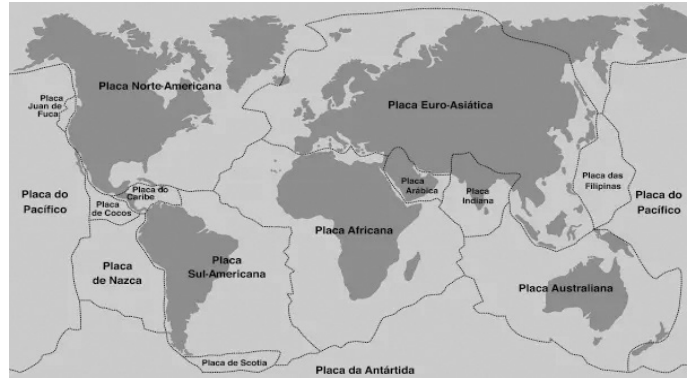 Placa Norte-Americana
Placa
Juan de
Fuca
Placa Euro-Asiática
Placa do
Pacífico
Placa do
Caribe
Placa
de Cocos
Placa
Arábica
Placa
Indiana
Placa das
Filipinas
Placa do
Pacífico
Placa Africana
Placa
de Nazca
Placa
Sul-Americana
Placa Australiana
Placa de Scotia
Placa da Antártida